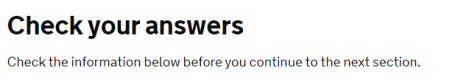 Check your answers
Check the information below before you continue to the next section.